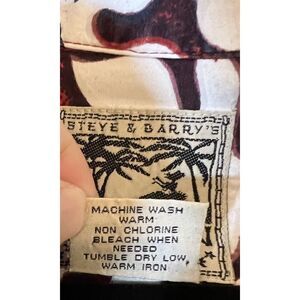 STEVE & BARRY'S
MACHINE WASH
WARM
NON CHLORINE
BLEACH WHEN
NEEDED
TUMBLE DRY LOW,
WARM IRON